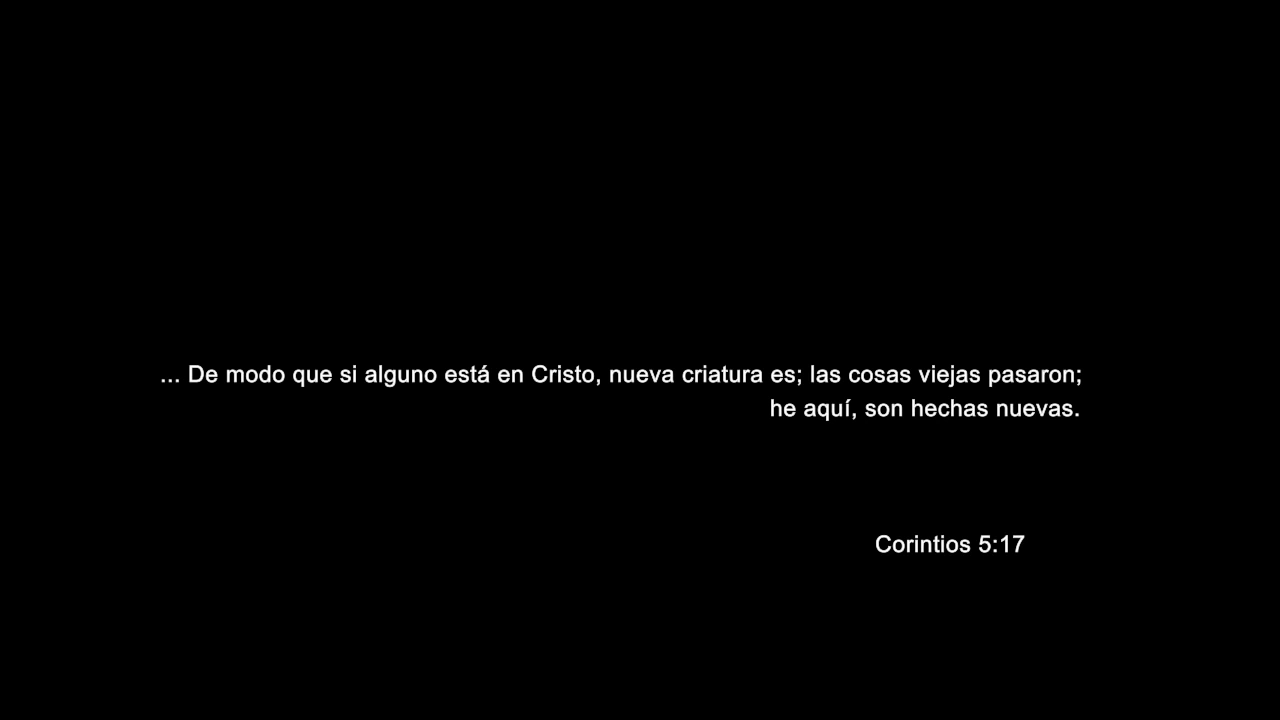 ... De modo que si alguno está en Cristo, nueva criatura es; las cosas viejas pasaron;
he aquí, son hechas nuevas.
Corintios 5:17